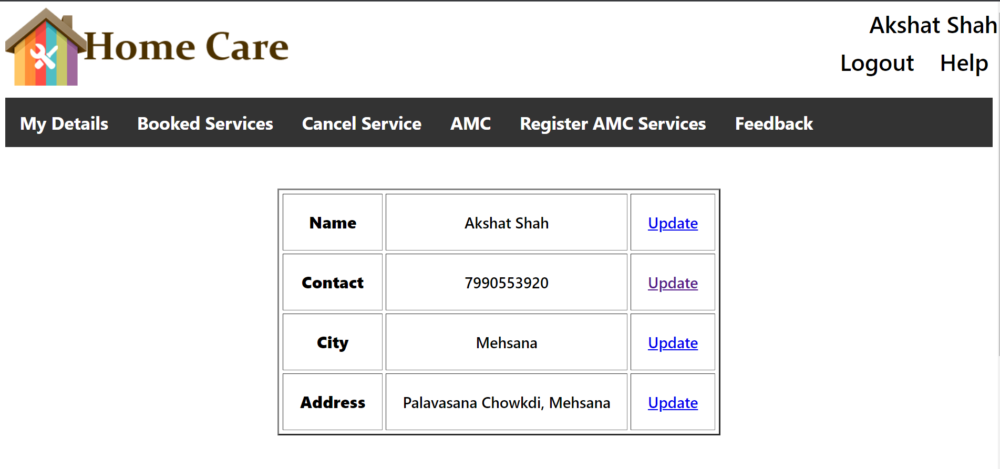 Home Care
Akshat Shah
Logout Help
My Details Booked Services Cancel Service AMC Register AMC Services Feedback
Name Akshat Shah Update
Contact 7990553920 Update
City Mehsana Update
Address Palavasana Chowkdi, Mehsana Update